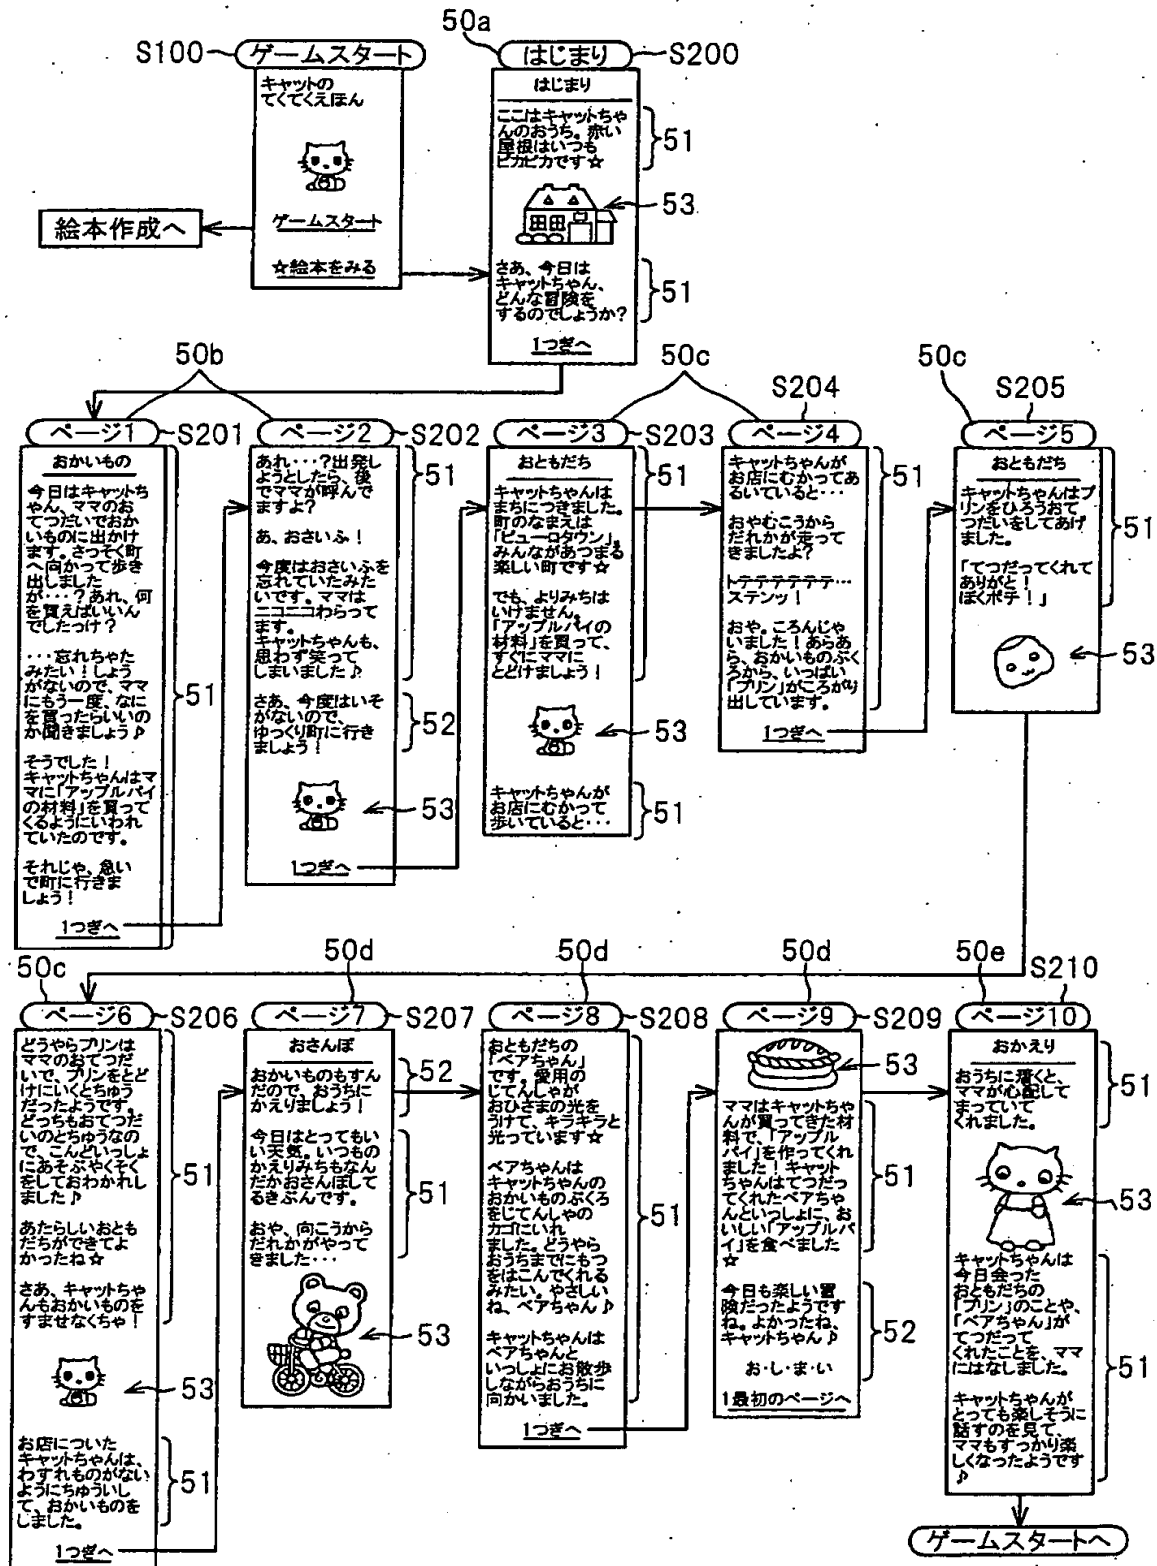 50a
S100
ゲームスタート
はじまり
S200
キャットの
てくてくえほん
ゲームスタート
☆絵本をみる
絵本作成へ
はじまり
ここはキャットちゃ
んのおうち。赤い
屋根はいつも
ピカピカです☆
51
53
さあ、今日は
キャットちゃん、
どんな冒険を
するのでしょうか?
51
1つぎへ
50b
50c
50c
S204
S205
ページ1
S201
ページ2
S202
ページ3
S203
ページ4
ページ5
おかいもの
今日はキャットち
ゃん、ママのお
てつだいでおか
いものに出かけ
ます。さっそく町
へ向かって歩き
出しました
が・・・?あれ、何
を買えばいいん
でしたっけ?
・・・忘れちゃた
みたい!しょう
がないので、ママ
にもう一度、なに
を買ったらいいの
か聞きましょう♪
そうでした!
キャットちゃんはマ
マに「アップルパイ
の材料」を買って
くるようにいわれ
ていたのです。
それじゃ、急い
で町に行きま
しょう!
1つぎへ
51
あれ・・・?出発し
ようとしたら、後
でママが呼んで
ますよ?
あ、おさいふ!
今度はおさいふを
忘れていたみた
いです。ママは
ニコニコわらって
ます。
キャットちゃんも、
思わず笑って
しまいました♪
51
さあ、今度はいそ
がないので、
ゆっくり町に行き
ましょう!
52
53
1つぎへ
おともだち
キャットちゃんは
まちにつきました。
町のなまえは
「ピューロタウン」。
みんながあつまる
楽しい町です☆
でも、よりみちは
いけません。
「アップルパイの
材料」を買って、
すぐにママに
とどけましょう!
51
53
キャットちゃんが
お店にむかって
歩いていると・・・
51
キャットちゃんが
お店にむかってあ
るいていると・・・
おやむこうから
だれかが走って
きましたよ?
トテテテテテテ…
ステンッ!
おや。ころんじゃ
いました!あらあ
ら、おかいものぶく
ろから、いっぱい
「プリン」がころがり
出しています。
51
1つぎへ
おともだち
キャットちゃんはプ
リンをひろうおて
つだいをしてあげ
ました。
「てつだってくれて
ありがと!
ぼくポテ!」
51
53
50c
50d
50d
50d
50e
S210
ページ6
S206
ページ7
S207
ページ8
S208
ページ9
S209
ページ10
どうやらプリンは
ママのおてつだ
いで、プリンをとど
けにいくとちゅう
だったようです。
どっちもおてつだ
いのとちゅうなの
で、こんどいっしょ
にあそぶやくそく
をしておわかれし
ました♪
あたらしいおとも
だちができてよ
かったね☆
さあ、キャットちゃ
んもおかいものを
すませなくちゃ!
51
53
お店についた
キャットちゃんは、
わすれものがない
ようにちゅういし
て、おかいものを
しました。
51
1つぎへ
おさんぽ
おかいものもすん
だので、おうちに
かえりましょう!
52
今日はとってもい
い天気。いつもの
かえりみちもなん
だかおさんぽして
るきぶんです。
おや、向こうから
だれかがやって
きました・・・
51
53
おともだちの
「ベアちゃん」
です。愛用の
じてんしゃが
おひさまの光を
うけて、キラキラと
光っています☆
ベアちゃんは
キャットちゃんの
おかいものぶくろ
をじてんしゃの
カゴにいれ
ました。どうやら
おうちまでにもつ
をはこんでくれる
みたい。やさしい
ね、ベアちゃん♪
キャットちゃんは
ベアちゃんと
いっしょにお散歩
しながらおうちに
向かいました。
51
1つぎへ
53
ママはキャットちゃ
んが買ってきた材
料で、「アップル
パイ」を作ってくれ
ました!キャット
ちゃんはてつだっ
てくれたベアちゃ
んといっしょに、お
いしい「アップルパ
イ」を食べました
☆
51
今日も楽しい冒
険だったようです
ね。よかったね、
キャットちゃん♪
お・し・ま・い
52
1最初のページへ
おかえり
おうちに着くと、
ママが心配して
まっていて
くれました。
51
53
キャットちゃんは
今日会った
おともだちの
「プリン」のことや、
「ベアちゃん」が
てつだって
くれたことを、ママ
にはなしました。
キャットちゃんが
とっても楽しそうに
話すのを見て、
ママもすっかり楽
しくなったようです
♪
51
ゲームスタートへ